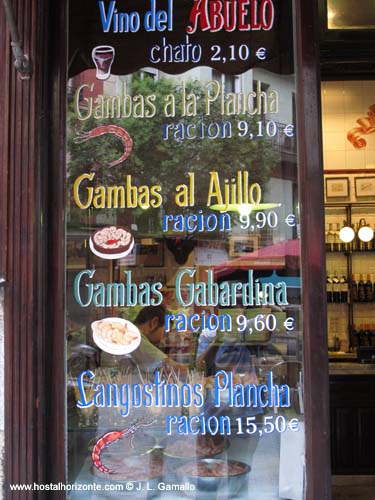 Vino del ABUELO
chato 2,10 €
Gambas a la Plancha
racion 9,10 €
Gambas al Ajillo
racion 9,90 €
Gambas Gabardina
racion 9,60 €
Langostinos Plancha
racion 15,50 €
www.hostalhorizonte.com © J. L. Gamallo